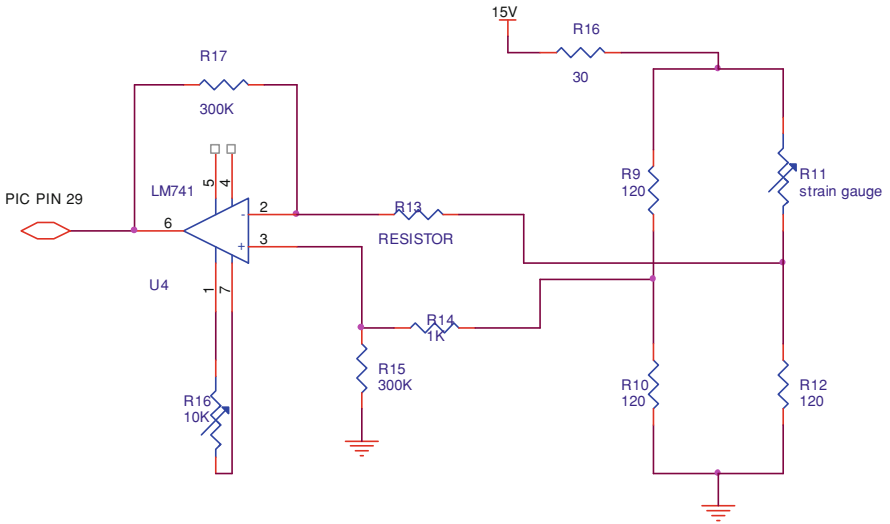 15V
R16
30
R17
300K
LM741
5
4
PIC PIN 29
6
2
3
-
+
U4
1
7
R13
RESISTOR
R9
120
R11
strain gauge
R14
1K
R15
300K
R16
10K
R10
120
R12
120